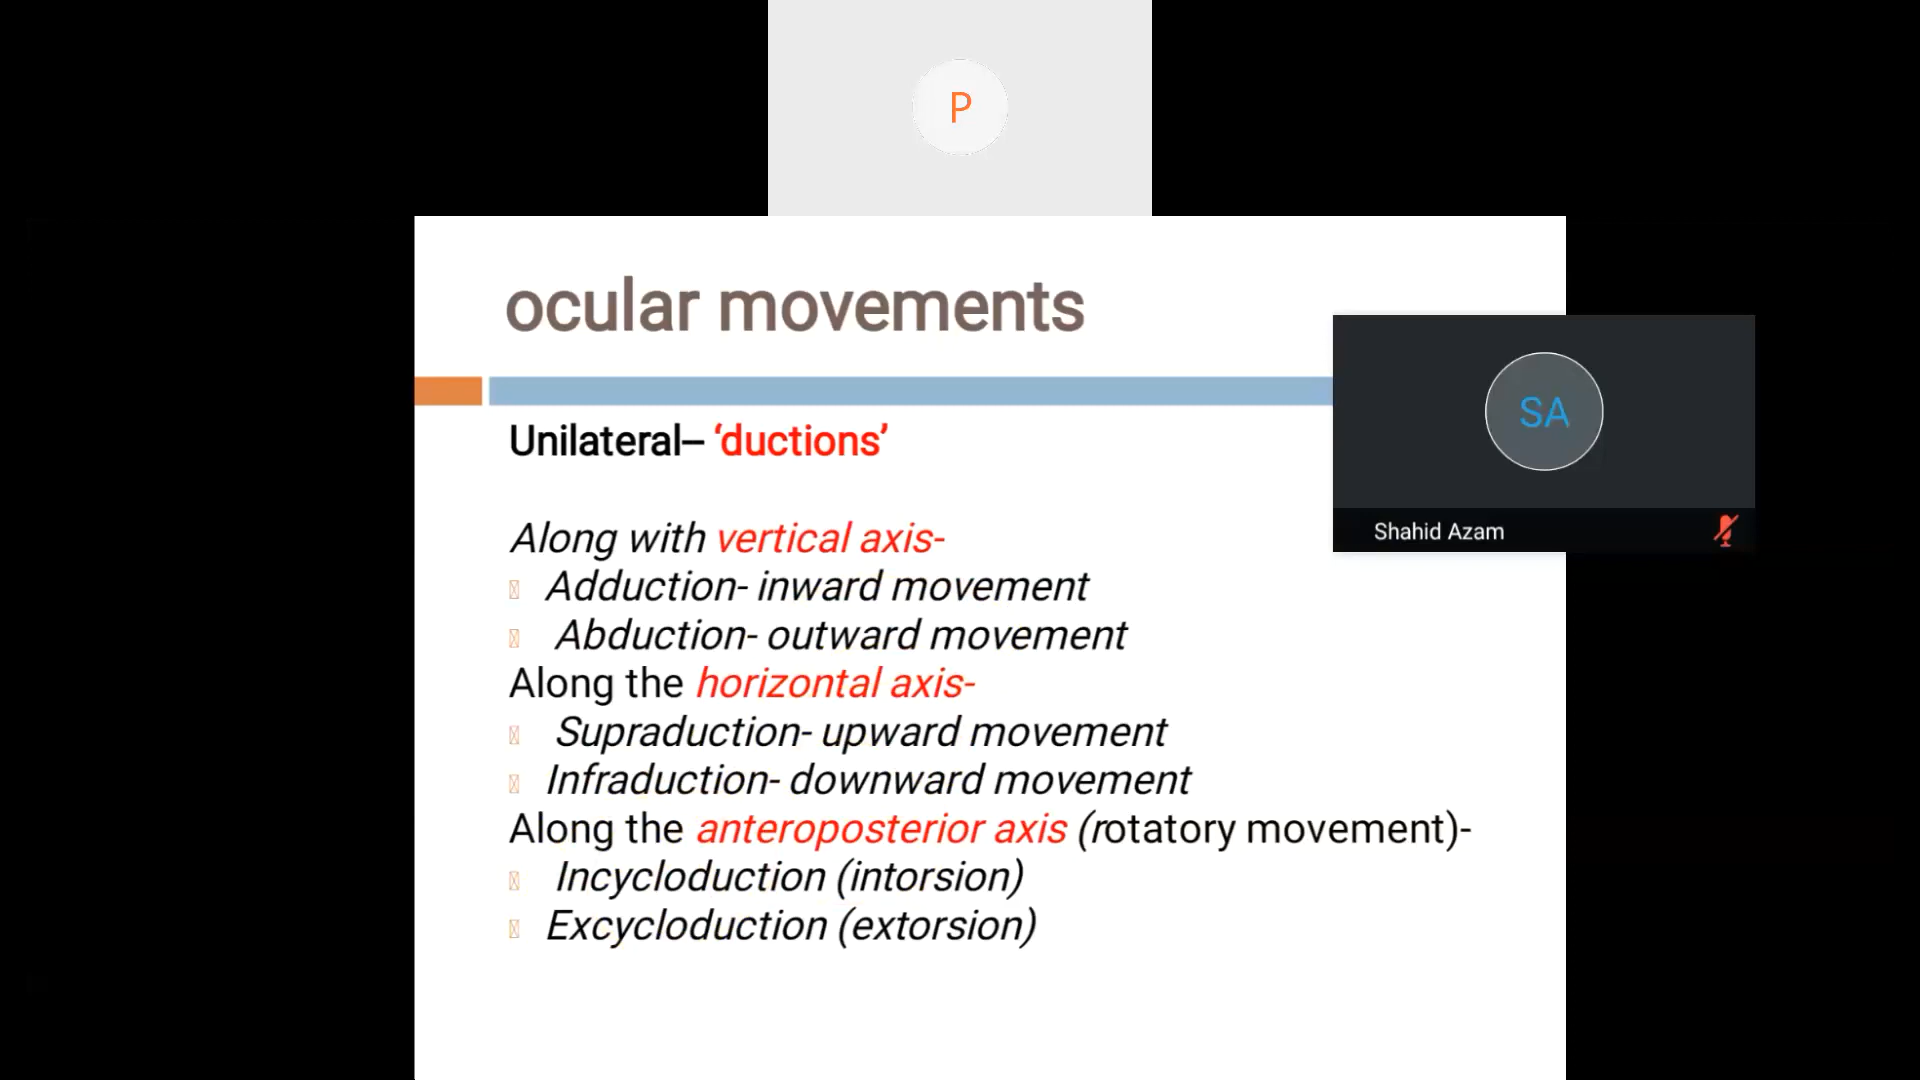 P
ocular movements
Unilateral– ‘ductions’
SA
Shahid Azam
Along with vertical axis-
Adduction- inward movement
Abduction- outward movement
Along the horizontal axis-
Supraduction- upward movement
Infraduction- downward movement
Along the anteroposterior axis (rotatory movement)-
Incycloduction (intorsion)
Excycloduction (extorsion)